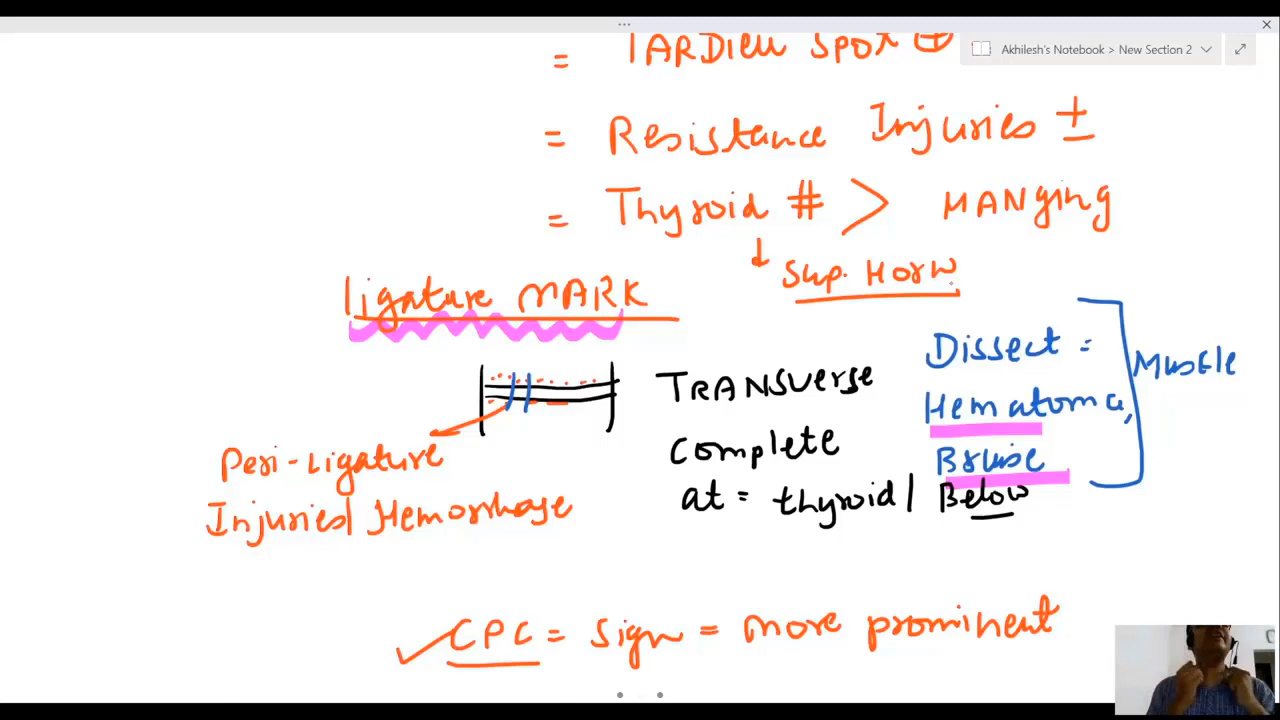 Akhilesh's Notebook > New Section 2
= TARDIEU SPOT ⊕
= Resistance Injuries ±
= Thyroid # > HANging
↓ Sup. Horn
ligature MARK
Dissect =
Hematoma,
Bruise
Muscle
TRANSVerse
Complete
at = thyroid / Below
Peri-Ligature
Injuries/Hemorrhage
✓ CPC = Sign = more prominent